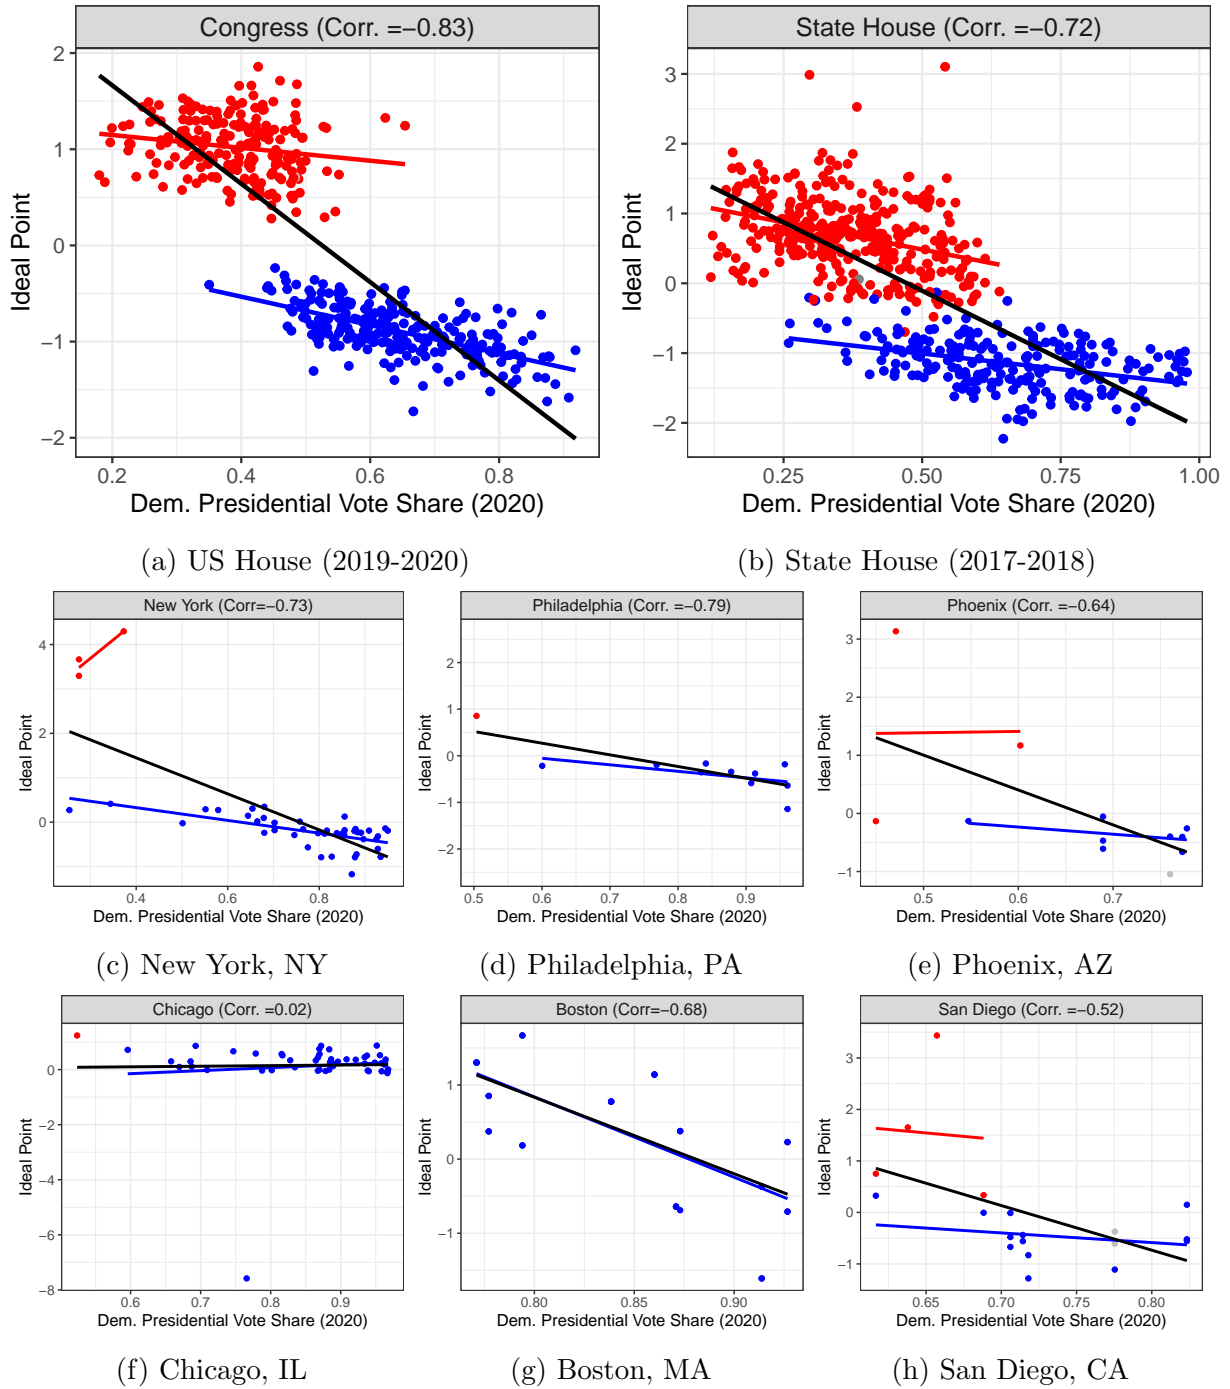 Congress (Corr. =−0.83)
2
1
0
−1
−2
Ideal Point
0.2 0.4 0.6 0.8
Dem. Presidential Vote Share (2020)
(a) US House (2019-2020)
State House (Corr. =−0.72)
3
2
1
0
−1
−2
Ideal Point
0.25 0.50 0.75 1.00
Dem. Presidential Vote Share (2020)
(b) State House (2017-2018)
New York (Corr=−0.73)
4
2
0
Ideal Point
0.4 0.6 0.8
Dem. Presidential Vote Share (2020)
(c) New York, NY
Philadelphia (Corr. =−0.79)
2
1
0
−1
−2
Ideal Point
0.5 0.6 0.7 0.8 0.9
Dem. Presidential Vote Share (2020)
(d) Philadelphia, PA
Phoenix (Corr. =−0.64)
3
2
1
0
−1
Ideal Point
0.5 0.6 0.7
Dem. Presidential Vote Share (2020)
(e) Phoenix, AZ
Chicago (Corr. =0.02)
0
−2
−4
−6
−8
Ideal Point
0.6 0.7 0.8 0.9
Dem. Presidential Vote Share (2020)
(f) Chicago, IL
Boston (Corr=−0.68)
1
0
−1
Ideal Point
0.80 0.85 0.90
Dem. Presidential Vote Share (2020)
(g) Boston, MA
San Diego (Corr. =−0.52)
3
2
1
0
−1
Ideal Point
0.65 0.70 0.75 0.80
Dem. Presidential Vote Share (2020)
(h) San Diego, CA